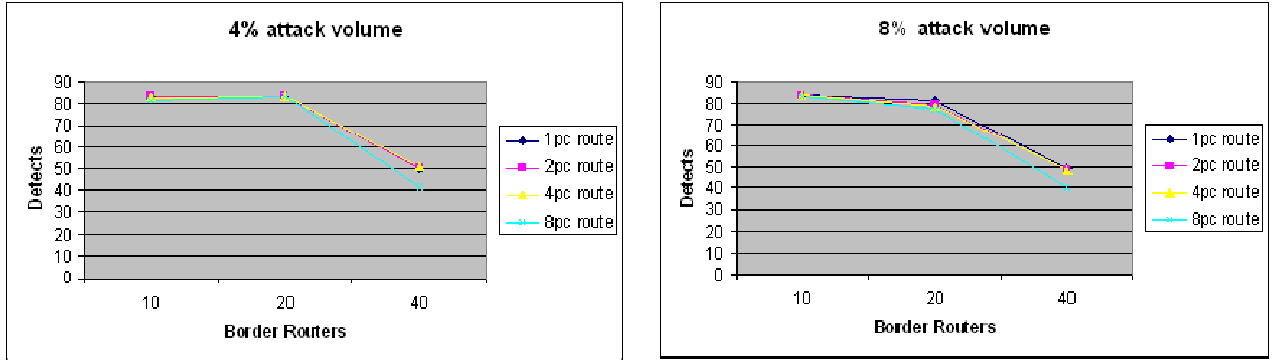 4% attack volume
90
80
70
60
50
40
30
20
10
0
Detects
10 20 40
Border Routers
1pc route
2pc route
4pc route
8pc route
8% attack volume
90
80
70
60
50
40
30
20
10
0
Detects
10 20 40
Border Routers
1pc route
2pc route
4pc route
8pc route